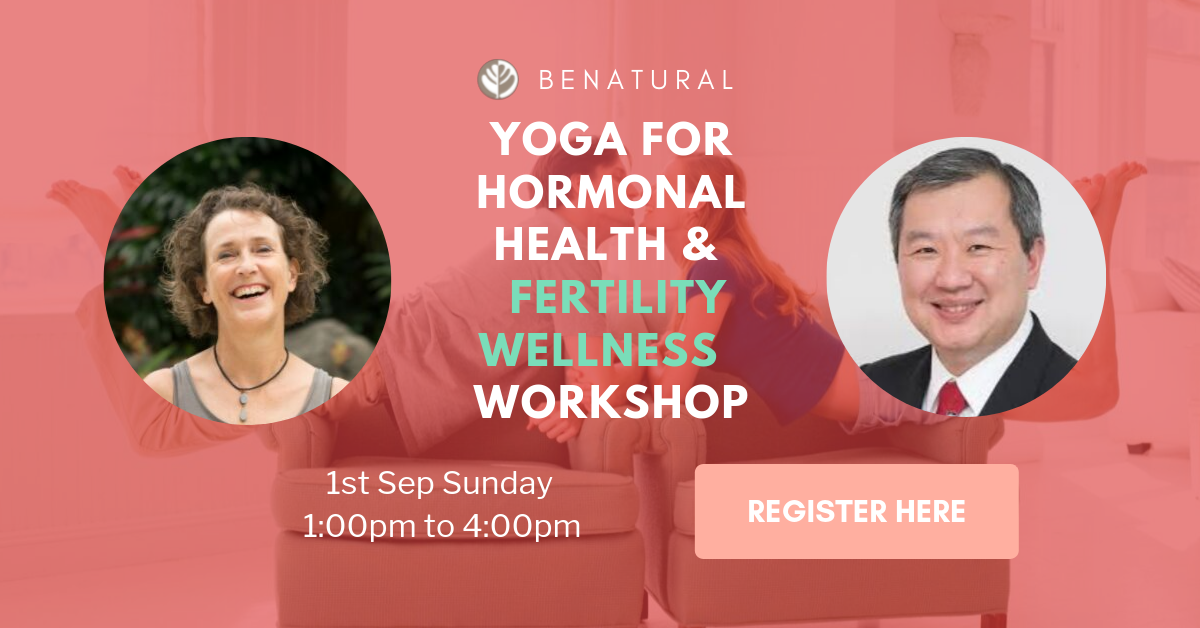 BENATURAL
YOGA FOR
HORMONAL
HEALTH &
FERTILITY
WELLNESS
WORKSHOP
1st Sep Sunday
1:00pm to 4:00pm
REGISTER HERE